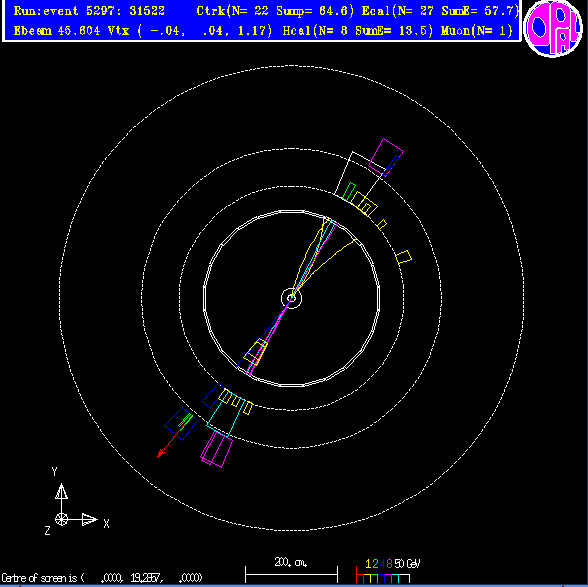 Run:event 5297: 31522 Ctrk(N= 22 Sump= 64.6) Ecal(N= 27 SumE= 57.7)
Ebeam 45.604 Vtx ( -.04, .04, 1.17) Hcal(N= 8 SumE= 13.5) Muon(N= 1)
OPAL
Y
X
Z
200. cm.
Centre of screen is ( .0000, 19.2857, .0000)
1 2 4 8 50 GeV